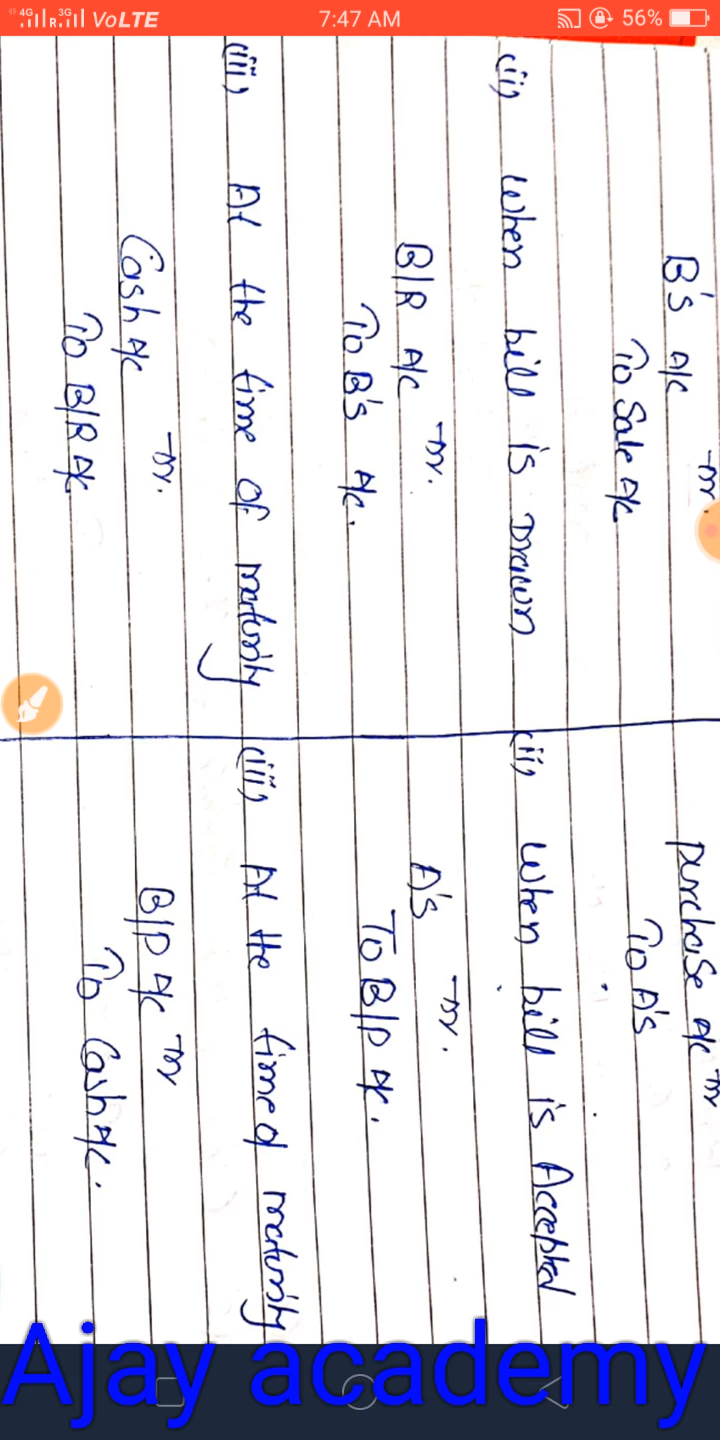 4G R 3G VoLTE 7:47 AM 56%
B's A/c Dr.
To Sale A/c
(ii) When bill is Drawn
B/R A/c Dr.
To B's A/c.
(iii) At the time of maturity
Cash A/c Dr.
To B/R A/c.
purchase A/c Dr
To A's
(ii) When bill is Accepted
A's Dr.
To B/P A/c.
(iii) At the time of maturity
B/P A/c Dr
To Cash A/c.
Ajay academy